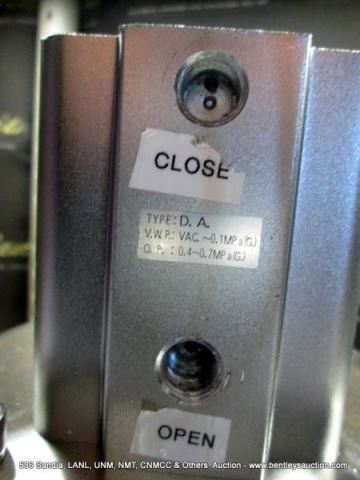 CLOSE
TYPE: D. A.
V.W.P.: VAC. ~0.1MPa(G)
O. P. : 0.4~0.7MPa(G)
OPEN
586 Sandia, LANL, UNM, NMT, CNMCC & Others Auction - www.bentleysauction.com